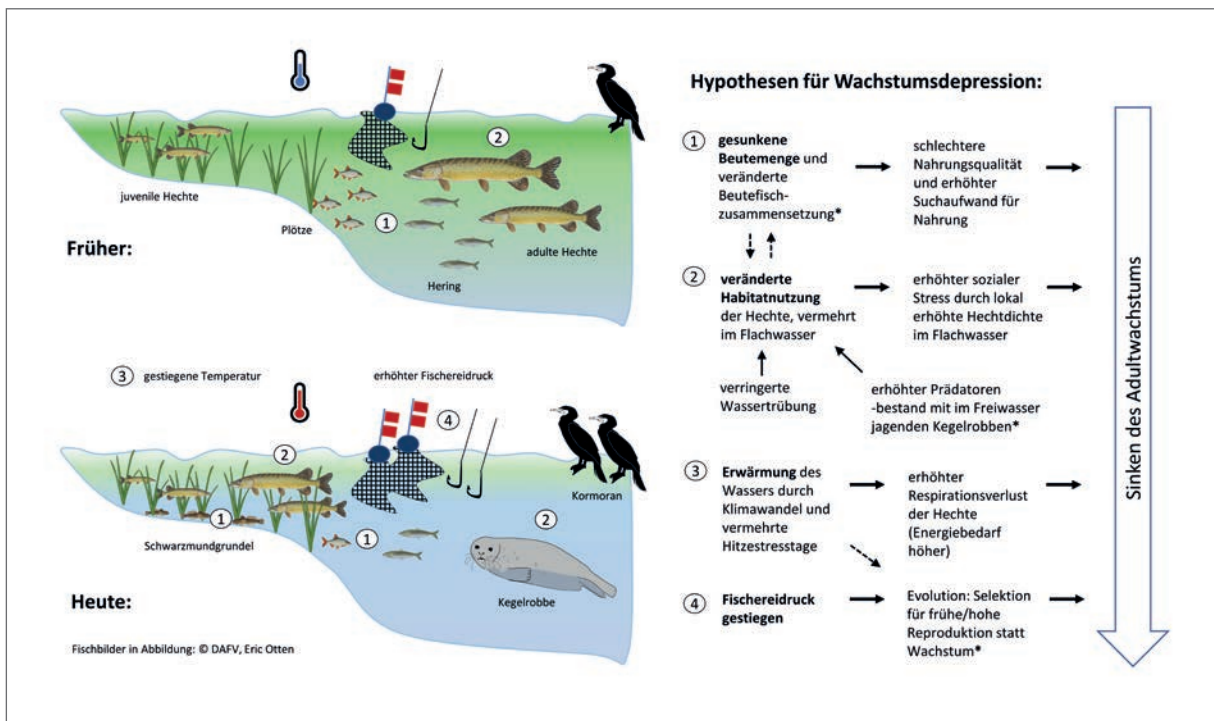 ②
juvenile Hechte
Plötze
①
adulte Hechte
Früher:
Hering
③ gestiegene Temperatur
erhöhter Fischereidruck
④
②
Kormoran
①
①
②
Schwarzmundgrundel
Kegelrobbe
Heute:
Fischbilder in Abbildung: © DAFV, Eric Otten
Hypothesen für Wachstumsdepression:
① gesunkene
Beutemenge und
veränderte
Beutefisch-
zusammensetzung*
schlechtere
Nahrungsqualität
und erhöhter
Suchaufwand für
Nahrung
② veränderte
Habitatnutzung
der Hechte, vermehrt
im Flachwasser
erhöhter sozialer
Stress durch lokal
erhöhte Hechtdichte
im Flachwasser
verringerte
Wassertrübung
erhöhter Prädatoren
-bestand mit im Freiwasser
jagenden Kegelrobben*
③ Erwärmung des
Wassers durch
Klimawandel und
vermehrte
Hitzestresstage
erhöhter
Respirationsverlust
der Hechte
(Energiebedarf
höher)
④ Fischereidruck
gestiegen
Evolution: Selektion
für frühe/hohe
Reproduktion statt
Wachstum*
Sinken des Adultwachstums